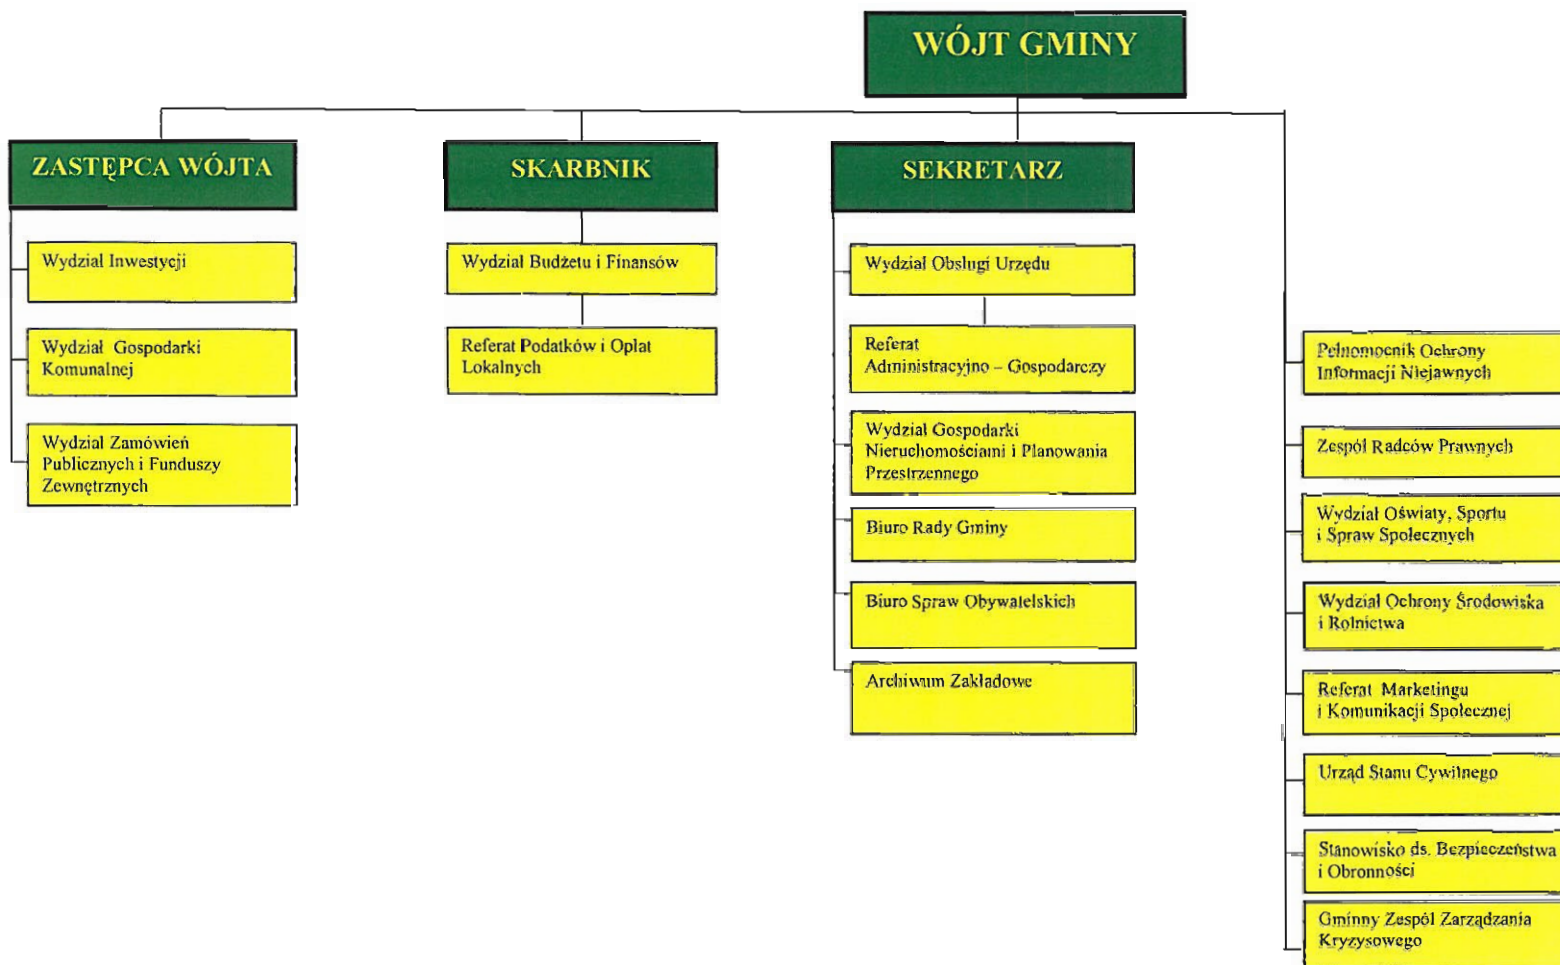 WÓJT GMINY
ZASTĘPCA WÓJTA
Wydział Inwestycji
Wydział Gospodarki
Komunalnej
Wydział Zamówień
Publicznych i Funduszy
Zewnętrznych
SKARBNIK
Wydział Budżetu i Finansów
Referat Podatków i Opłat
Lokalnych
SEKRETARZ
Wydział Obsługi Urzędu
Referat
Administracyjno – Gospodarczy
Wydział Gospodarki
Nieruchomościami i Planowania
Przestrzennego
Biuro Rady Gminy
Biuro Spraw Obywatelskich
Archiwum Zakładowe
Pełnomocnik Ochrony
Informacji Niejawnych
Zespół Radców Prawnych
Wydział Oświaty, Sportu
i Spraw Społecznych
Wydział Ochrony Środowiska
i Rolnictwa
Referat Marketingu
i Komunikacji Społecznej
Urząd Stanu Cywilnego
Stanowisko ds. Bezpieczeństwa
i Obronności
Gminny Zespół Zarządzania
Kryzysowego